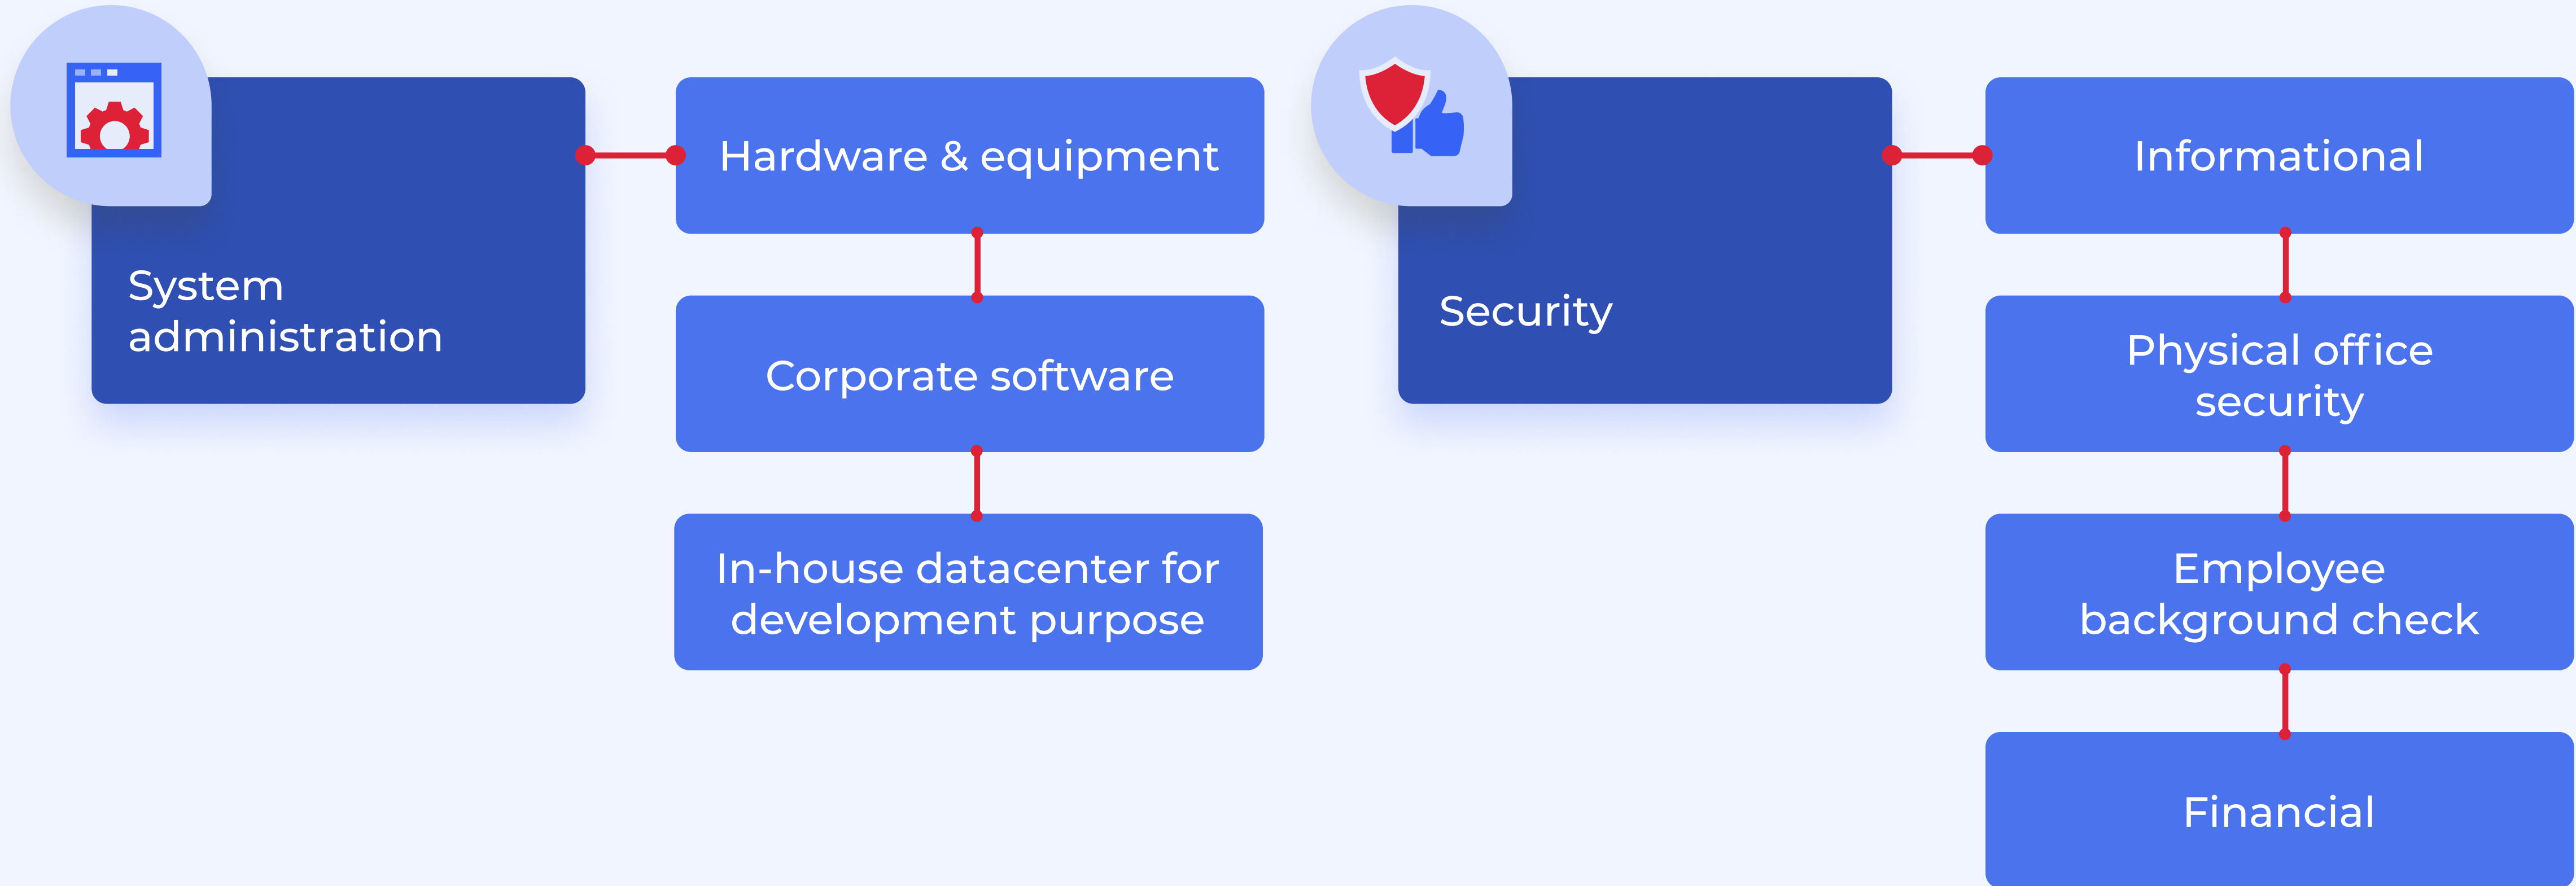 System
administration
Hardware & equipment
Corporate software
In-house datacenter for
development purpose
Security
Informational
Physical office
security
Employee
background check
Financial